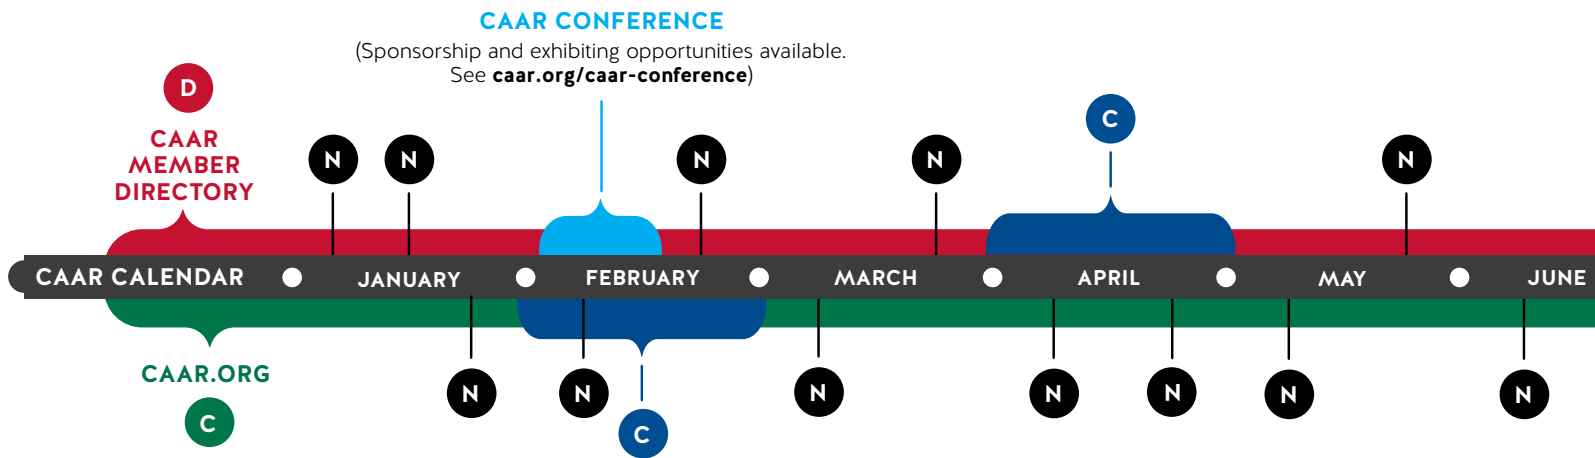 CAAR CONFERENCE
(Sponsorship and exhibiting opportunities available.
See caar.org/caar-conference)
D
CAAR
MEMBER
DIRECTORY
N
N
N
N
C
N
CAAR CALENDAR
JANUARY
FEBRUARY
MARCH
APRIL
MAY
JUNE
CAAR.ORG
C
N
N
C
N
N
N
N
N